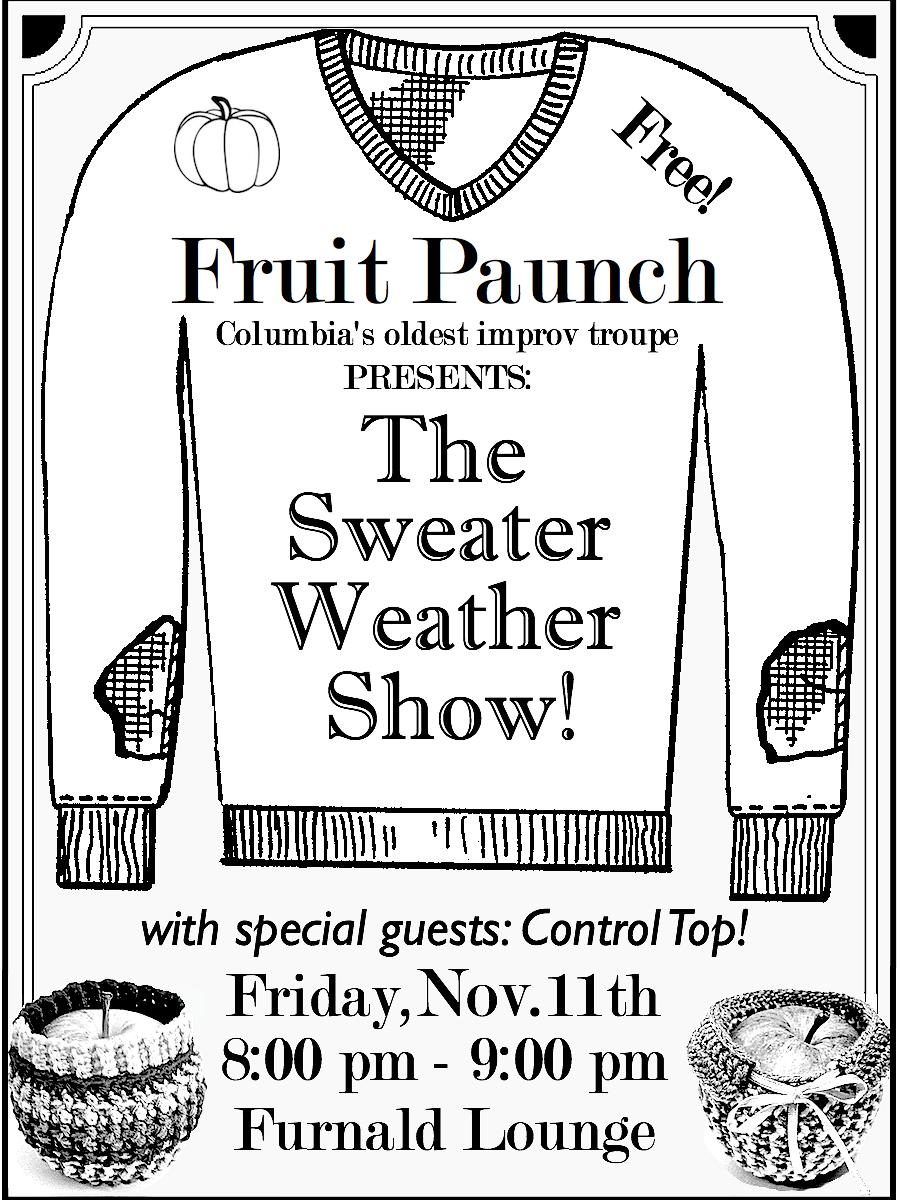 Free!
Fruit Paunch
Columbia's oldest improv troupe
PRESENTS:
The
Sweater
Weather
Show!
with special guests: Control Top!
Friday, Nov. 11th
8:00 pm - 9:00 pm
Furnald Lounge